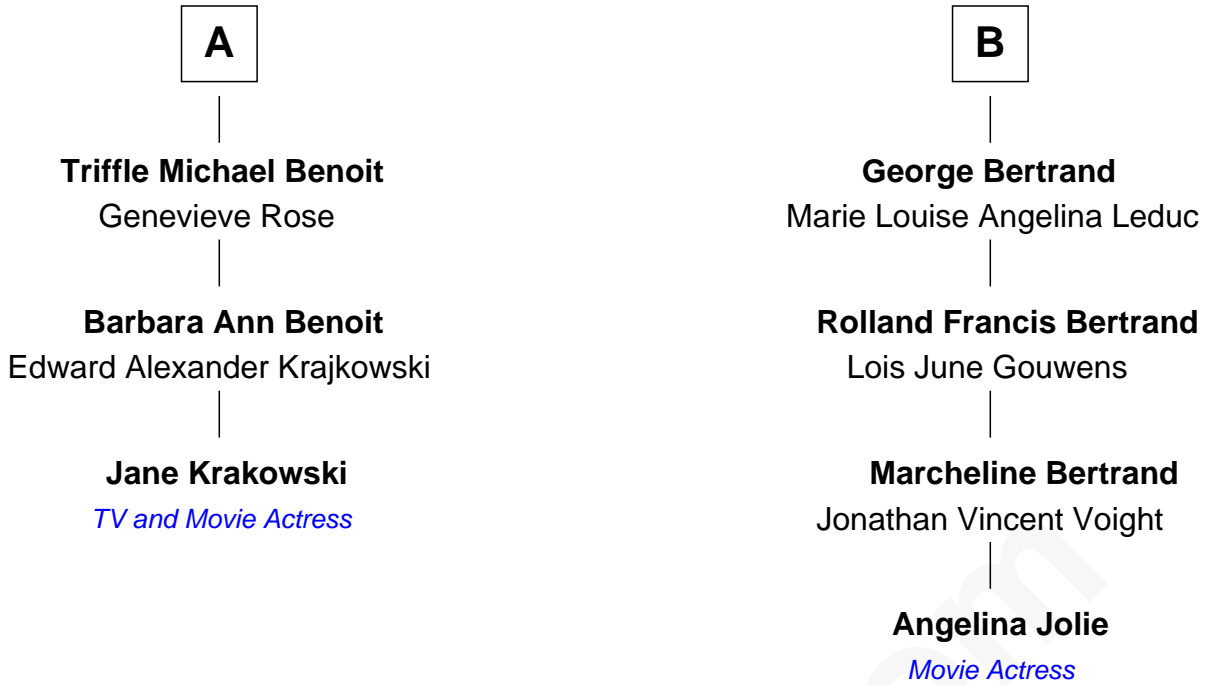 A
Triffle Michael Benoit
Genevieve Rose
Barbara Ann Benoit
Edward Alexander Krajkowski
Jane Krakowski
TV and Movie Actress
B
George Bertrand
Marie Louise Angelina Leduc
Rolland Francis Bertrand
Lois June Gouwens
Marcheline Bertrand
Jonathan Vincent Voight
Angelina Jolie
Movie Actress